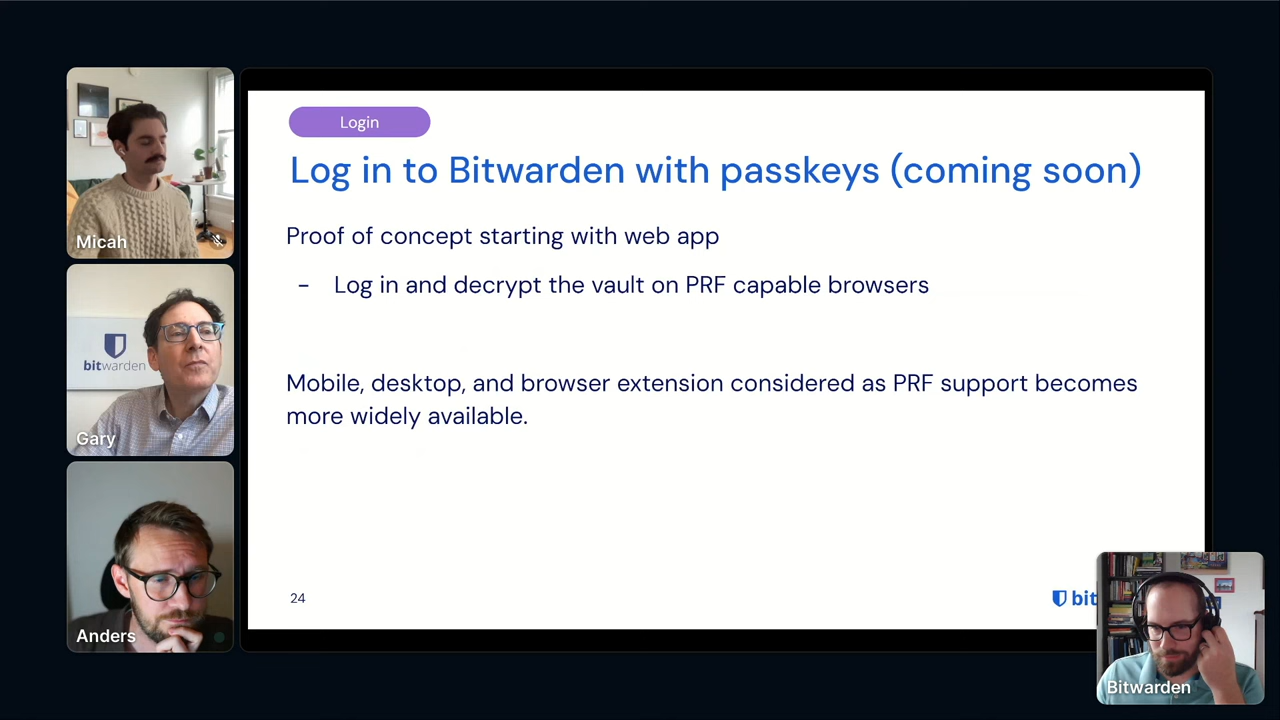 Login
Log in to Bitwarden with passkeys (coming soon)
Proof of concept starting with web app
- Log in and decrypt the vault on PRF capable browsers
Mobile, desktop, and browser extension considered as PRF support becomes
more widely available.
24
bit
Micah
bitwarden
Gary
Anders
Bitwarden